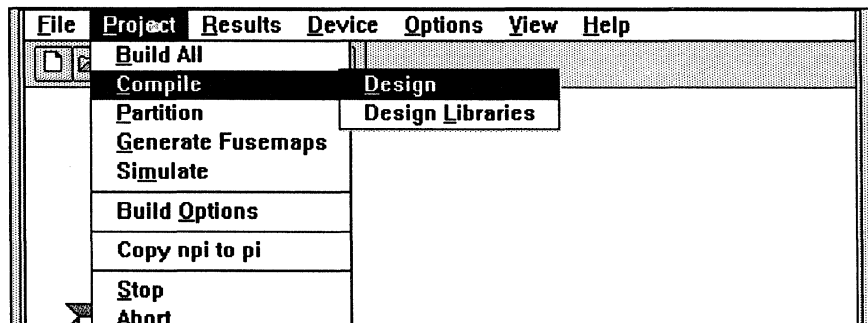 File Project Results Device Options View Help
Build All
Compile Design
Partition Design Libraries
Generate Fusemaps
Simulate
Build Options
Copy npi to pi
Stop
Abort